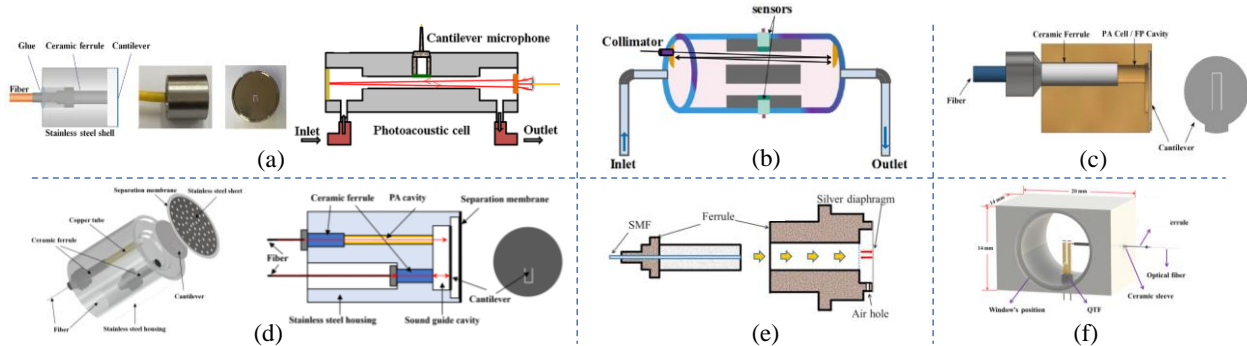 Glue
Ceramic ferrule
Cantilever
Fiber
Stainless steel shell
(a)
Cantilever microphone
Inlet
Photoacoustic cell
Outlet
sensors
Collimator
Inlet
Outlet
(b)
Ceramic Ferrule
PA Cell / FP Cavity
Fiber
Cantilever
(c)
Separation membrane
Stainless steel sheet
Copper tube
Ceramic ferrule
Cantilever
Fiber
Stainless steel housing
(d)
Ceramic ferrule
PA cavity
Separation membrane
Fiber
Cantilever
Stainless steel housing
Sound guide cavity
Silver diaphragm
SMF
Ferrule
Air hole
(e)
20 mm
14 mm
14 mm
errule
Optical fiber
Ceramic sleeve
Window's position
QTF
(f)